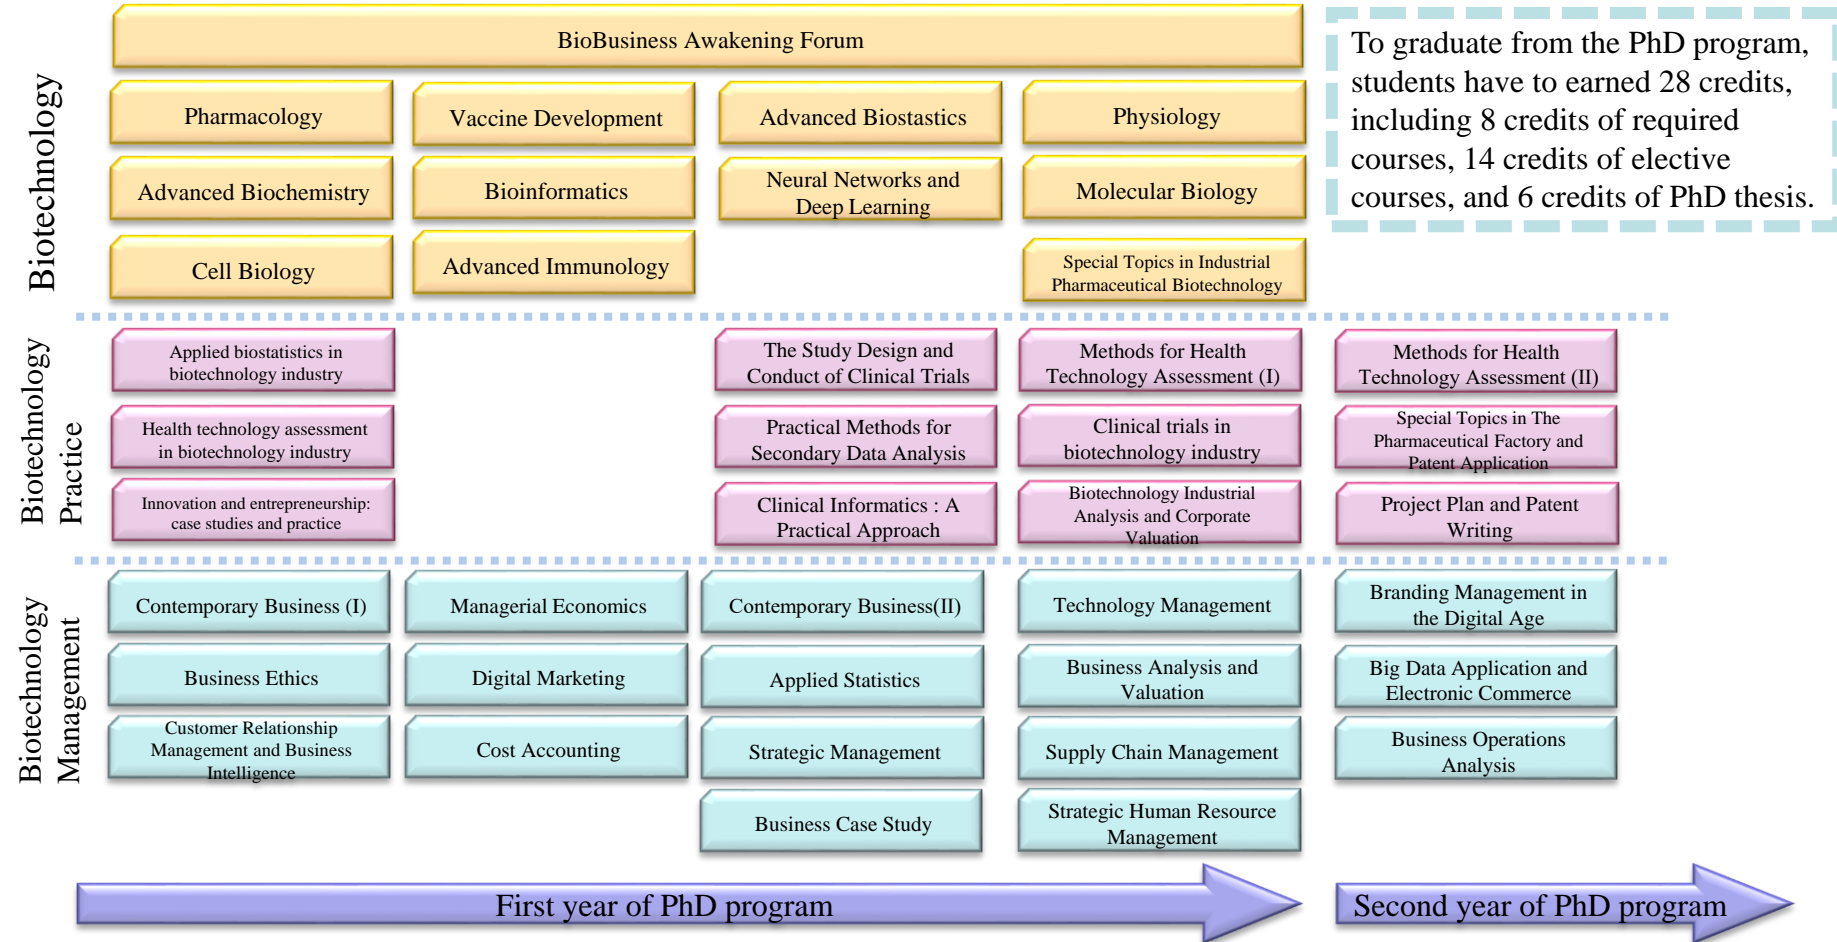 BioBusiness Awakening Forum
To graduate from the PhD program,
students have to earned 28 credits,
including 8 credits of required
courses, 14 credits of elective
courses, and 6 credits of PhD thesis.
Biotechnology
Pharmacology
Vaccine Development
Advanced Biostastics
Physiology
Advanced Biochemistry
Bioinformatics
Neural Networks and
Deep Learning
Molecular Biology
Cell Biology
Advanced Immunology
Special Topics in Industrial
Pharmaceutical Biotechnology
Biotechnology
Practice
Applied biostatistics in
biotechnology industry
The Study Design and
Conduct of Clinical Trials
Methods for Health
Technology Assessment (I)
Methods for Health
Technology Assessment (II)
Health technology assessment
in biotechnology industry
Practical Methods for
Secondary Data Analysis
Clinical trials in
biotechnology industry
Special Topics in The
Pharmaceutical Factory and
Patent Application
Innovation and entrepreneurship:
case studies and practice
Clinical Informatics : A
Practical Approach
Biotechnology Industrial
Analysis and Corporate
Valuation
Project Plan and Patent
Writing
Biotechnology
Management
Contemporary Business (I)
Managerial Economics
Contemporary Business(II)
Technology Management
Branding Management in
the Digital Age
Business Ethics
Digital Marketing
Applied Statistics
Business Analysis and
Valuation
Big Data Application and
Electronic Commerce
Customer Relationship
Management and Business
Intelligence
Cost Accounting
Strategic Management
Supply Chain Management
Business Operations
Analysis
Business Case Study
Strategic Human Resource
Management
First year of PhD program
Second year of PhD program